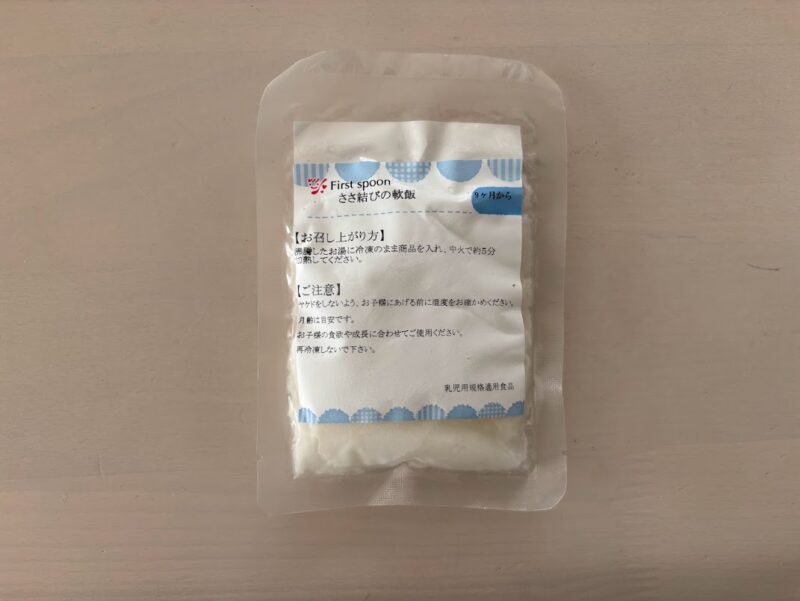 First spoon
ささ結びの軟飯
9ヶ月から
【お召し上がり方】
沸騰したお湯に冷凍のまま商品を入れ、中火で約5分
加熱してください。
【ご注意】
ヤケドをしないよう、お子様にあげる前に温度をお確かめください。
月齢は目安です。
お子様の食欲や成長に合わせてご使用ください。
再冷凍しないで下さい。
乳児用規格適用食品